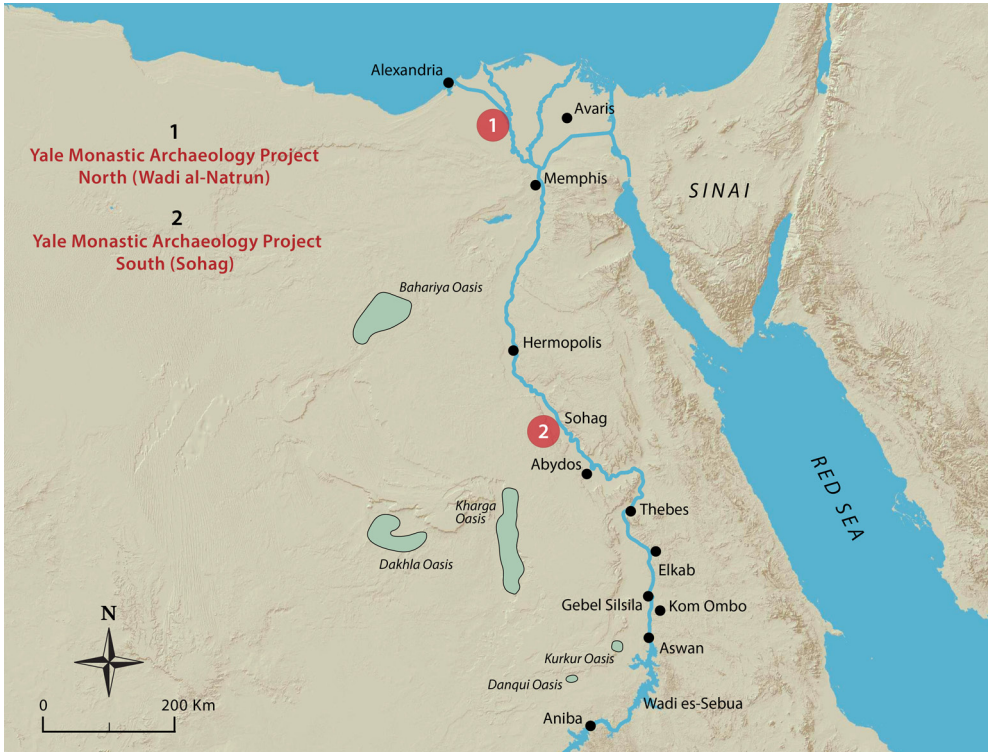 Alexandria
Avaris
1
1
Yale Monastic Archaeology Project
North (Wadi al-Natrun)
Memphis
SINAI
2
Yale Monastic Archaeology Project
South (Sohag)
Bahariya Oasis
Hermopolis
Sohag
2
Abydos
RED SEA
Kharga
Oasis
Thebes
Dakhla Oasis
Elkab
Gebel Silsila
Kom Ombo
N
Aswan
Kurkur Oasis
Danqui Oasis
Wadi es-Sebua
0
200 Km
Aniba